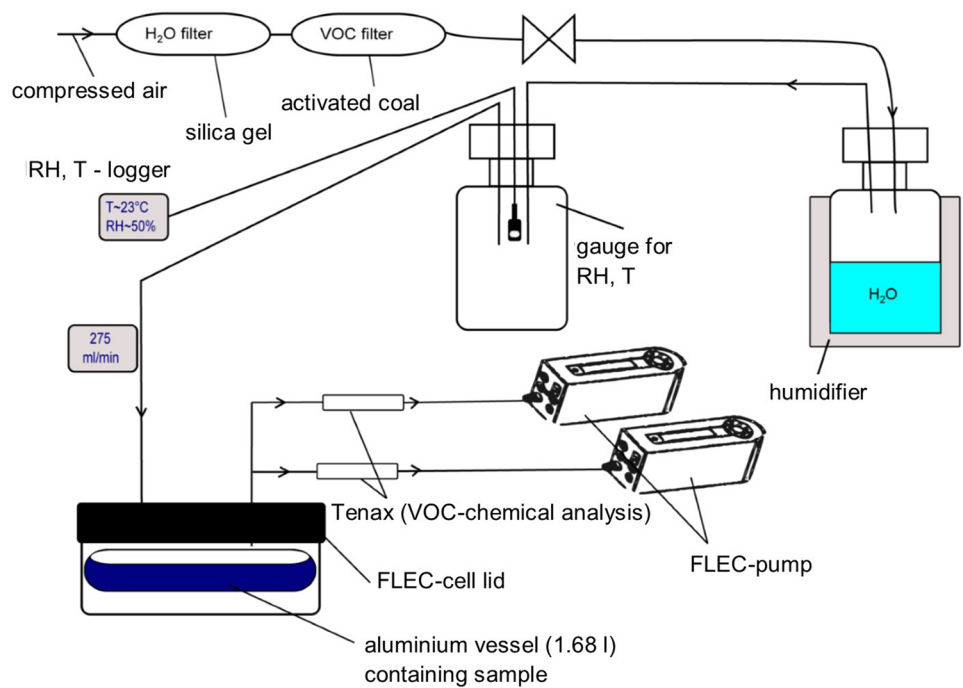 H₂O filter
VOC filter
compressed air
activated coal
silica gel
RH, T - logger
T~23°C
RH~50%
gauge for
RH, T
H₂O
275
ml/min
humidifier
Tenax (VOC-chemical analysis)
FLEC-pump
FLEC-cell lid
aluminium vessel (1.68 l)
containing sample